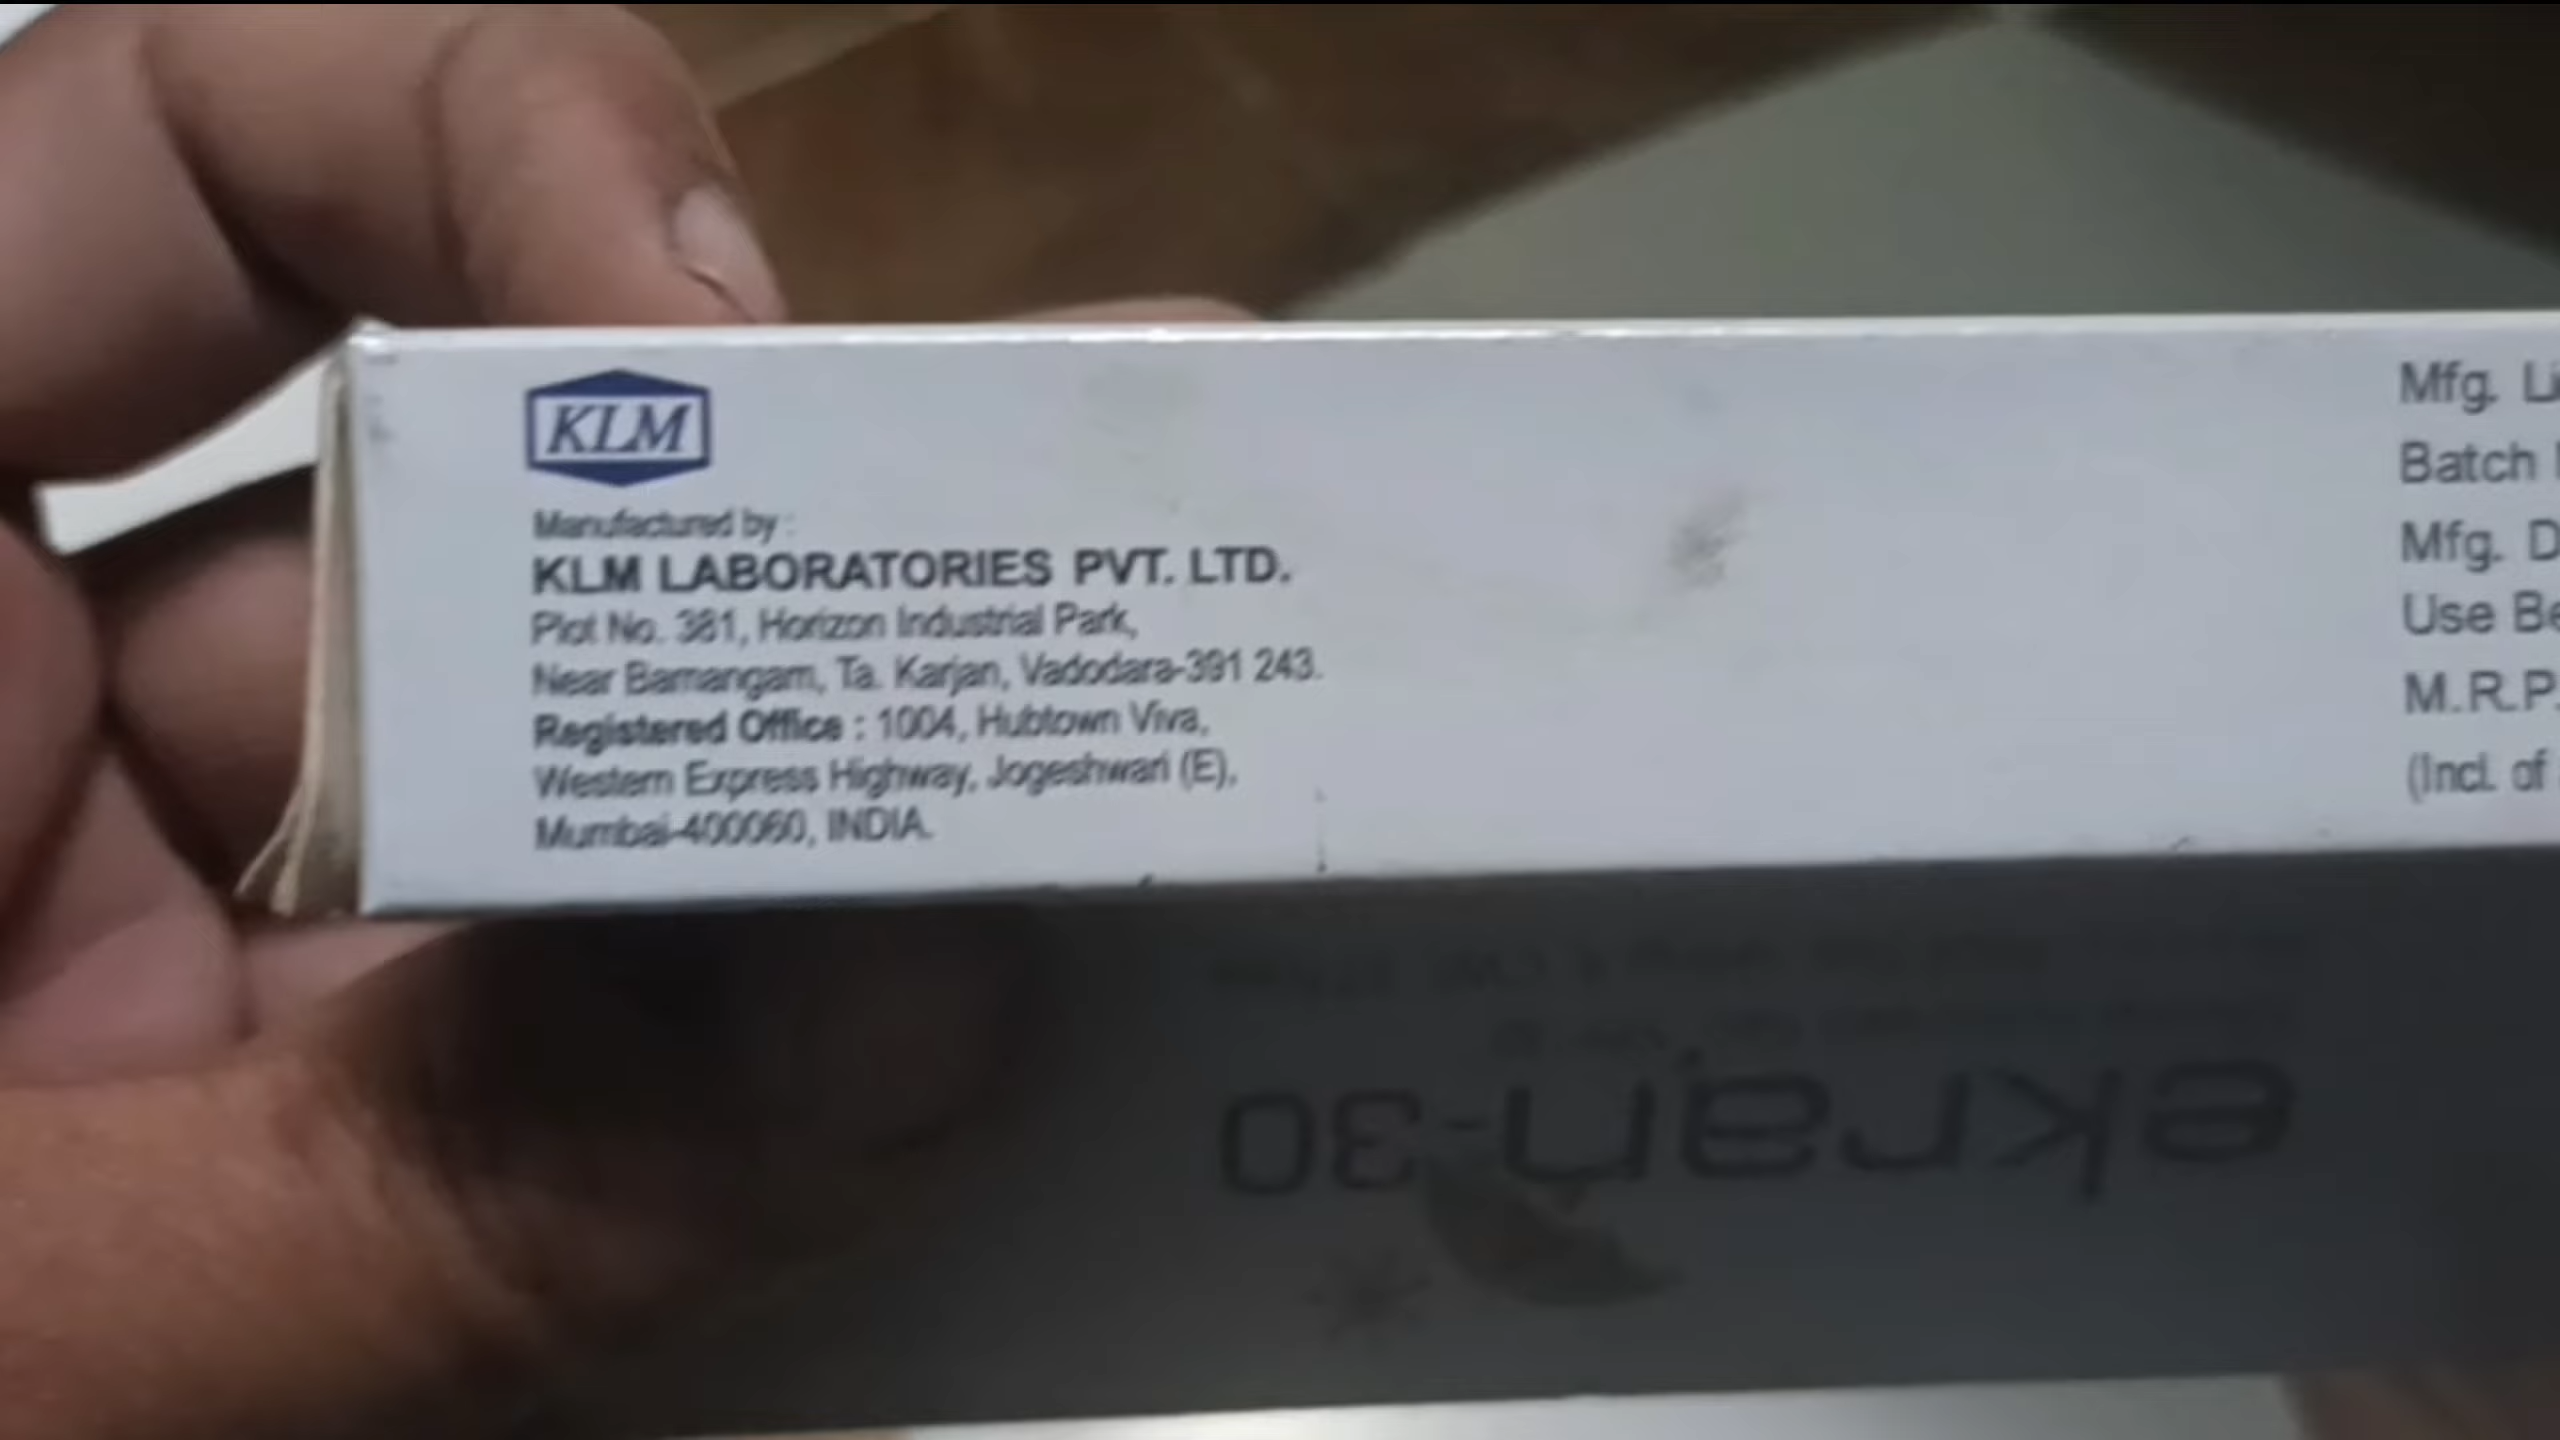 KLM
Manufactured by :
KLM LABORATORIES PVT. LTD.
Plot No. 381, Horizon Industrial Park,
Near Bamangam, Ta. Karjan, Vadodara-391 243.
Registered Office : 1004, Hubtown Viva,
Western Express Highway, Jogeshwari (E),
Mumbai-400060, INDIA.
Mfg. Li
Batch
Mfg. D
Use Be
M.R.P.
(Incl. of
ekran-30